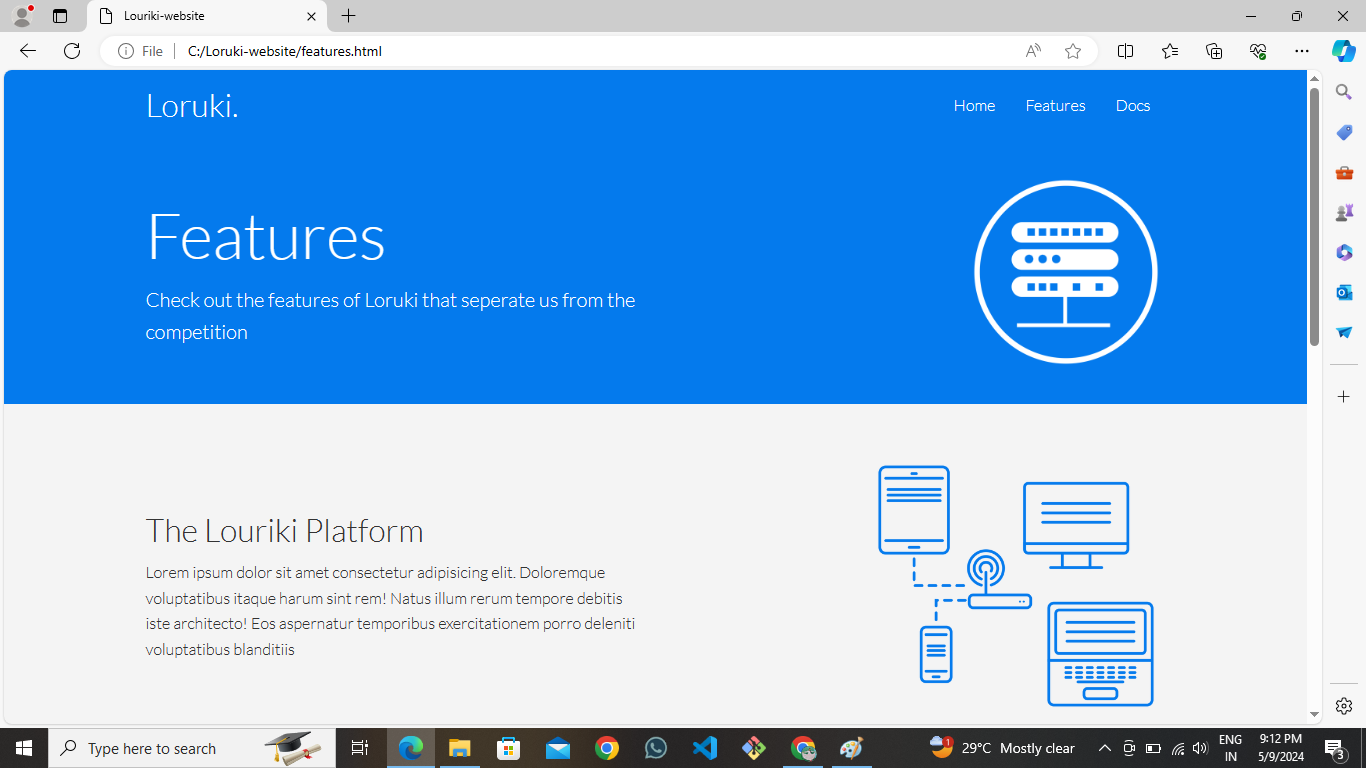 Louriki-website
File
C:/Loruki-website/features.html
Loruki.
Home Features Docs
Features
Check out the features of Loruki that seperate us from the
competition
The Louriki Platform
Lorem ipsum dolor sit amet consectetur adipisicing elit. Doloremque
voluptatibus itaque harum sint rem! Natus illum rerum tempore debitis
iste architecto! Eos aspernatur temporibus exercitationem porro deleniti
voluptatibus blanditiis
Type here to search
1
29°C Mostly clear
ENG
IN
9:12 PM
5/9/2024
3